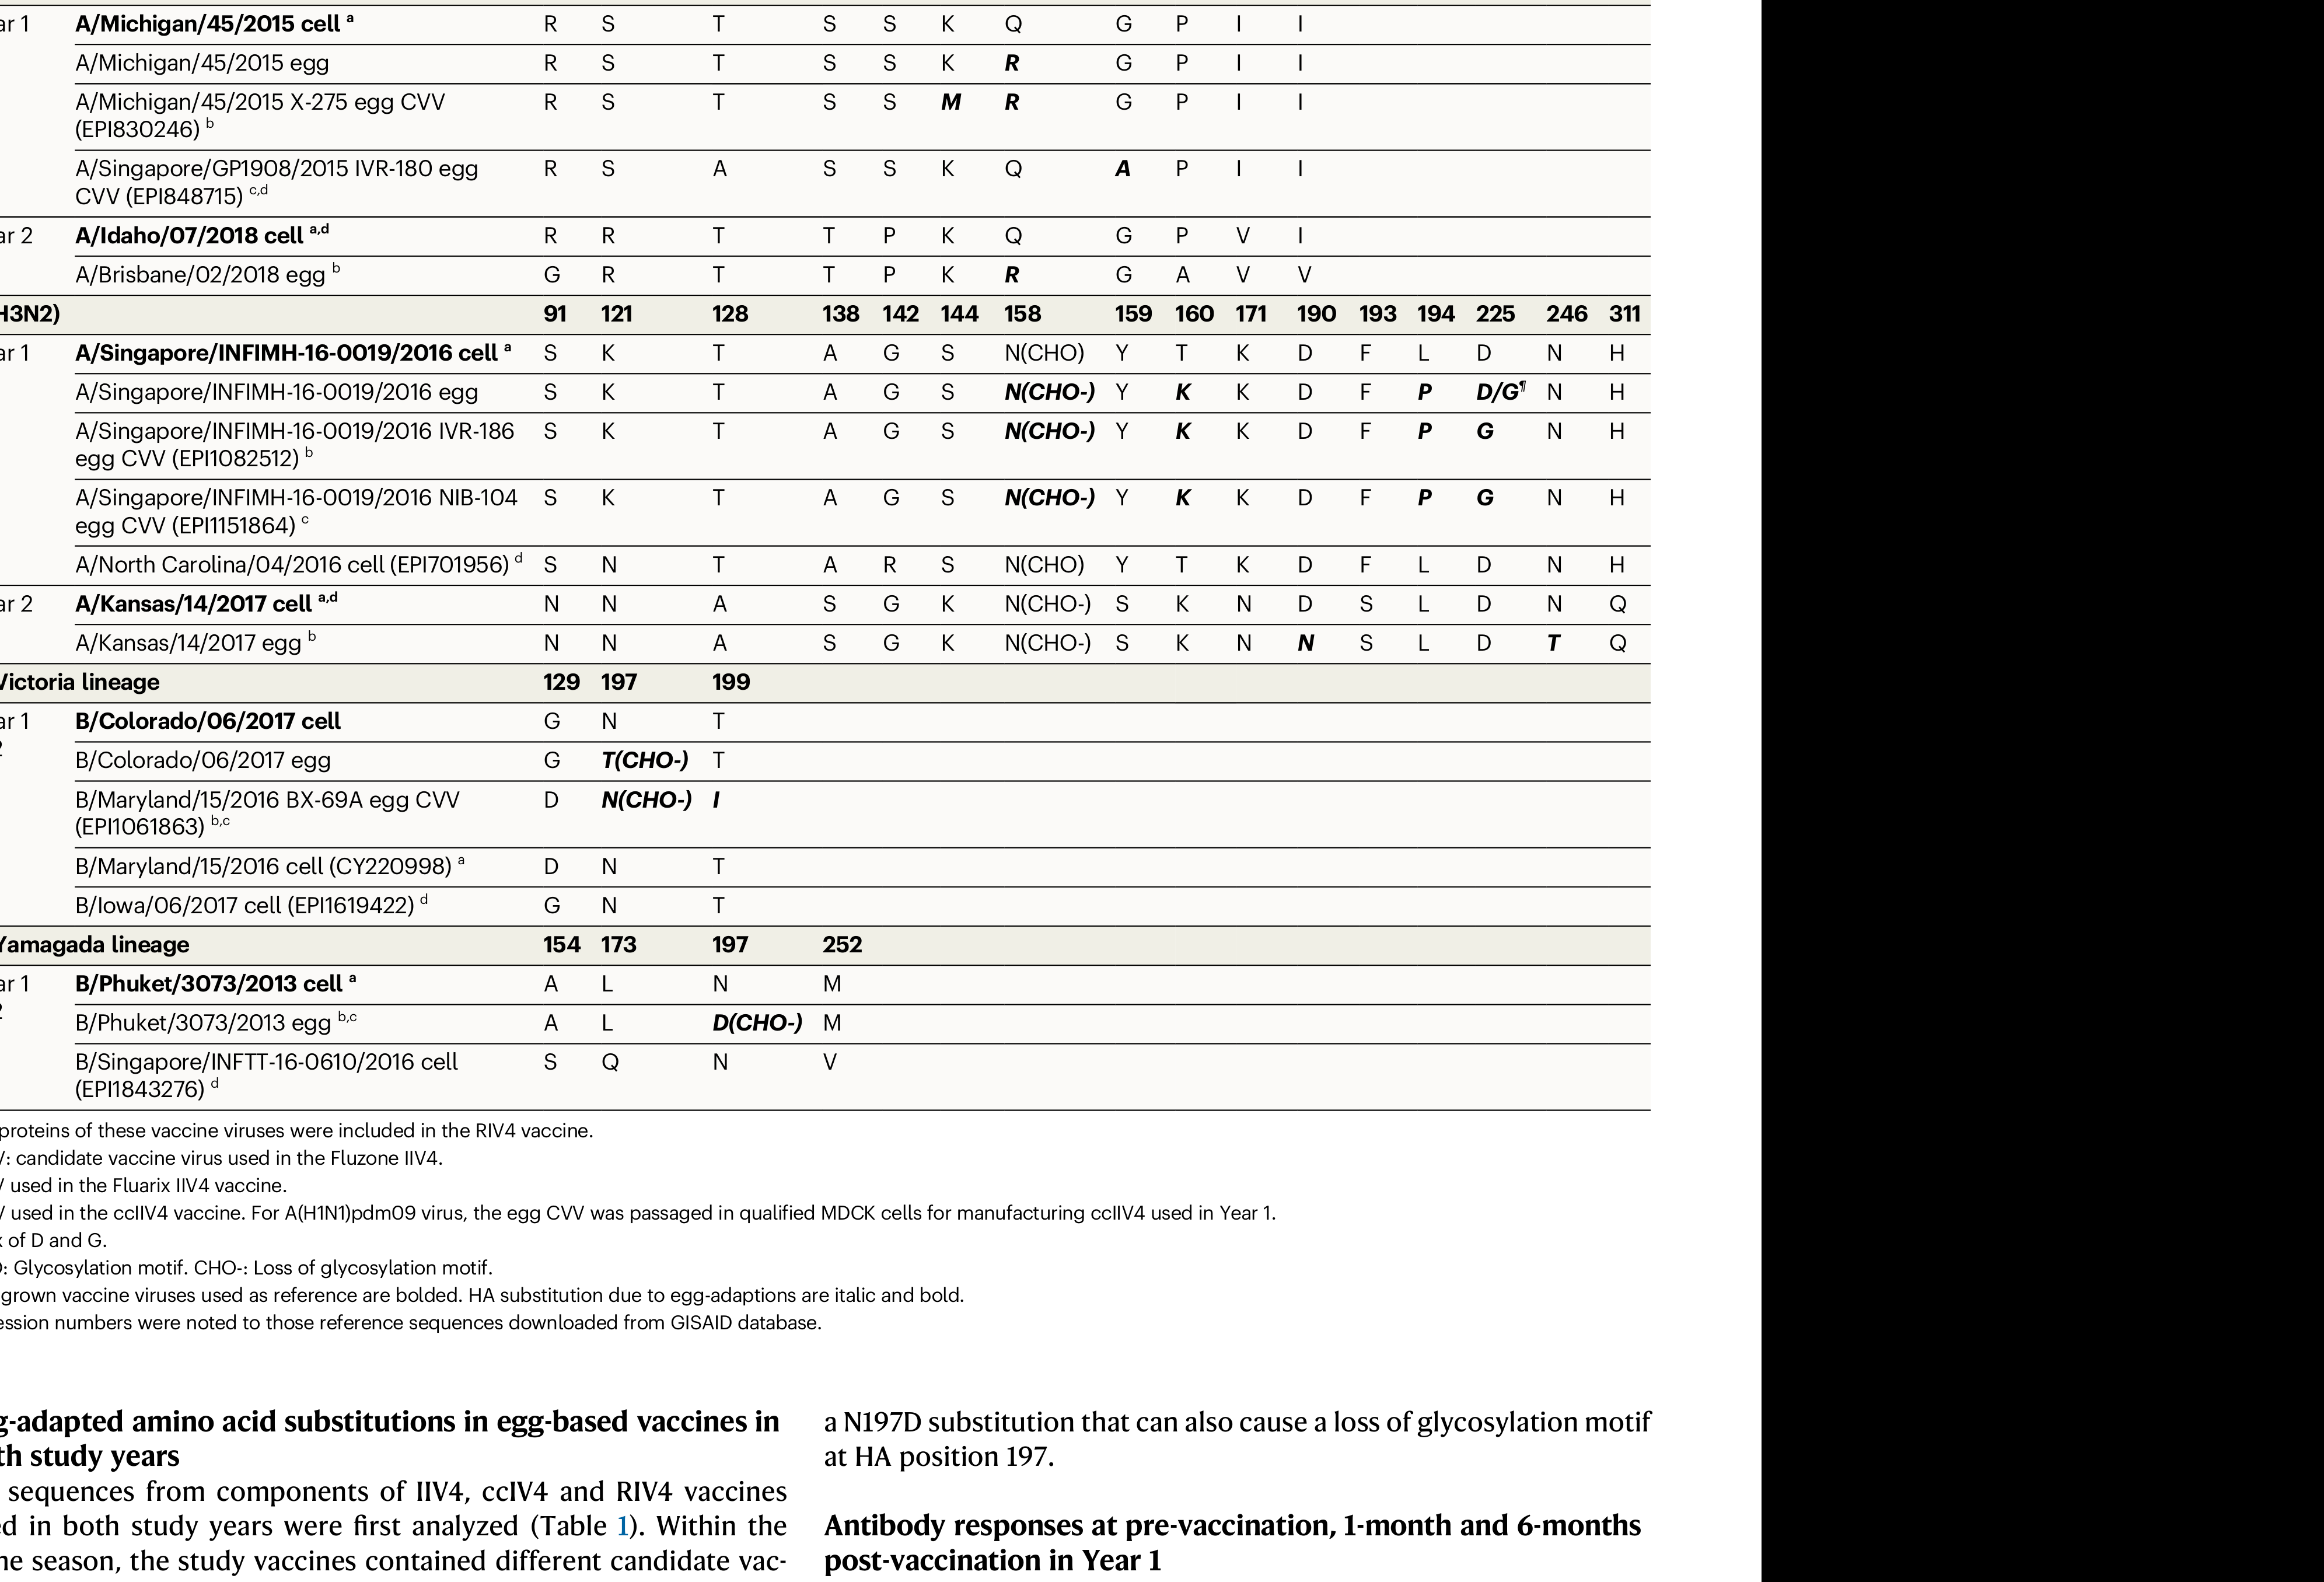 ar 1 A/Michigan/45/2015 cell a R S T S S K Q G P I I
A/Michigan/45/2015 egg R S T S S K R G P I I
A/Michigan/45/2015 X-275 egg CVV R S T S S M R G P I I
(EPI830246) b
A/Singapore/GP1908/2015 IVR-180 egg R S A S S K Q A P I I
CVV (EPI848715) c,d
ar 2 A/Idaho/07/2018 cell a,d R R T T P K Q G P V I
A/Brisbane/02/2018 egg b G R T T P K R G A V V
H3N2) 91 121 128 138 142 144 158 159 160 171 190 193 194 225 246 311
ar 1 A/Singapore/INFIMH-16-0019/2016 cell a S K T A G S N(CHO) Y T K D F L D N H
A/Singapore/INFIMH-16-0019/2016 egg S K T A G S N(CHO-) Y K K D F P D/G¶ N H
A/Singapore/INFIMH-16-0019/2016 IVR-186 S K T A G S N(CHO-) Y K K D F P G N H
egg CVV (EPI1082512) b
A/Singapore/INFIMH-16-0019/2016 NIB-104 S K T A G S N(CHO-) Y K K D F P G N H
egg CVV (EPI1151864) c
A/North Carolina/04/2016 cell (EPI701956) d S N T A R S N(CHO) Y T K D F L D N H
ar 2 A/Kansas/14/2017 cell a,d N N A S G K N(CHO-) S K N D S L D N Q
A/Kansas/14/2017 egg b N N A S G K N(CHO-) S K N N S L D T Q
Victoria lineage 129 197 199
ar 1 B/Colorado/06/2017 cell G N T
2
B/Colorado/06/2017 egg G T(CHO-) T
B/Maryland/15/2016 BX-69A egg CVV D N(CHO-) I
(EPI1061863) b,c
B/Maryland/15/2016 cell (CY220998) a D N T
B/Iowa/06/2017 cell (EPI1619422) d G N T
Yamagada lineage 154 173 197 252
ar 1 B/Phuket/3073/2013 cell a A L N M
2
B/Phuket/3073/2013 egg b,c A L D(CHO-) M
B/Singapore/INFTT-16-0610/2016 cell S Q N V
(EPI1843276) d
proteins of these vaccine viruses were included in the RIV4 vaccine.
V: candidate vaccine virus used in the Fluzone IIV4.
V used in the Fluarix IIV4 vaccine.
V used in the ccIIV4 vaccine. For A(H1N1)pdm09 virus, the egg CVV was passaged in qualified MDCK cells for manufacturing ccIIV4 used in Year 1.
x of D and G.
O: Glycosylation motif. CHO-: Loss of glycosylation motif.
grown vaccine viruses used as reference are bolded. HA substitution due to egg-adaptions are italic and bold.
ession numbers were noted to those reference sequences downloaded from GISAID database.
g-adapted amino acid substitutions in egg-based vaccines in
th study years
sequences from components of IIV4, ccIV4 and RIV4 vaccines
ed in both study years were first analyzed (Table 1). Within the
ne season, the study vaccines contained different candidate vac-
a N197D substitution that can also cause a loss of glycosylation motif
at HA position 197.
Antibody responses at pre-vaccination, 1-month and 6-months
post-vaccination in Year 1